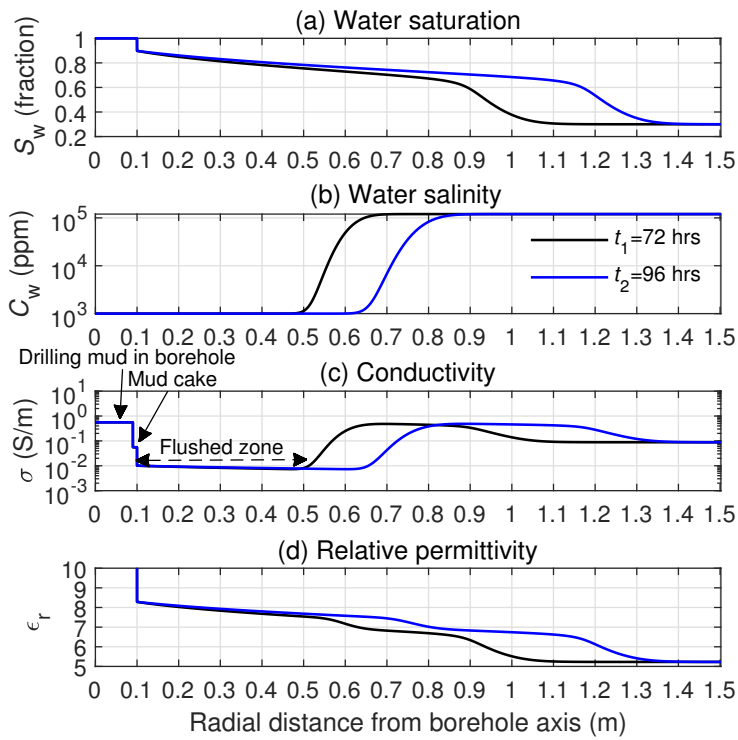 (a) Water saturation
S_w (fraction)
1
0.8
0.6
0.4
0.2
0 0.1 0.2 0.3 0.4 0.5 0.6 0.7 0.8 0.9 1 1.1 1.2 1.3 1.4 1.5
(b) Water salinity
C_w (ppm)
10^5
10^4
10^3
t_1=72 hrs
t_2=96 hrs
0 0.1 0.2 0.3 0.4 0.5 0.6 0.7 0.8 0.9 1 1.1 1.2 1.3 1.4 1.5
Drilling mud in borehole
Mud cake
(c) Conductivity
σ (S/m)
10^1
10^0
10^-1
10^-2
10^-3
Flushed zone
0 0.1 0.2 0.3 0.4 0.5 0.6 0.7 0.8 0.9 1 1.1 1.2 1.3 1.4 1.5
(d) Relative permittivity
ϵ_r
10
9
8
7
6
5
0 0.1 0.2 0.3 0.4 0.5 0.6 0.7 0.8 0.9 1 1.1 1.2 1.3 1.4 1.5
Radial distance from borehole axis (m)